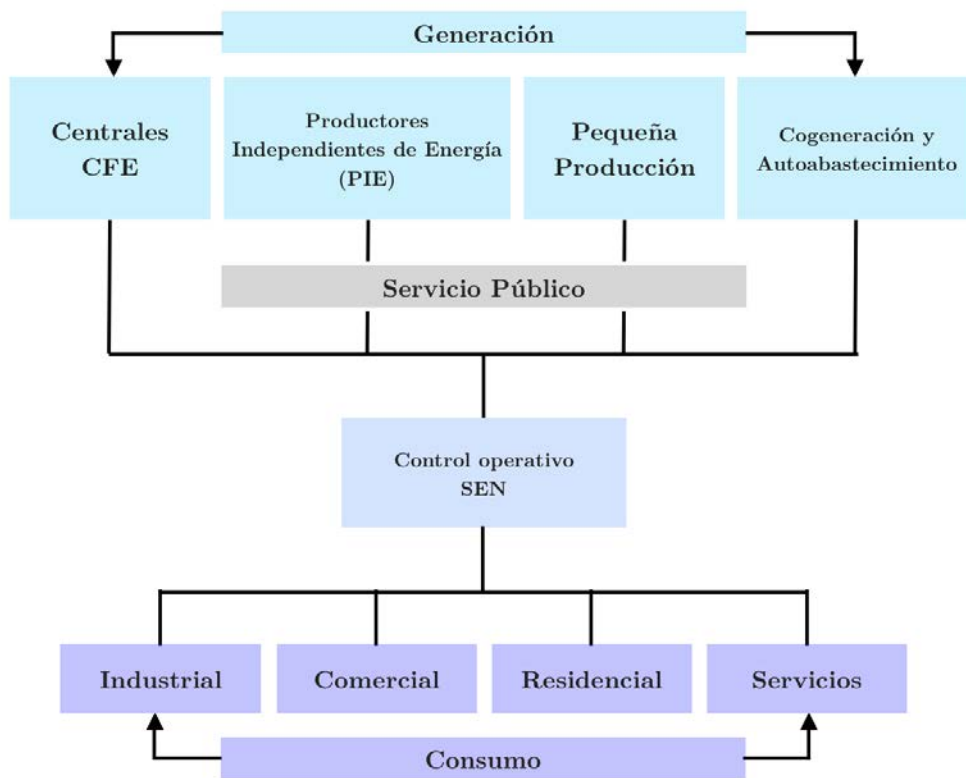 Generación
Centrales
CFE
Productores
Independientes de Energía
(PIE)
Pequeña
Producción
Cogeneración y
Autoabastecimiento
Servicio Público
Control operativo
SEN
Industrial
Comercial
Residencial
Servicios
Consumo